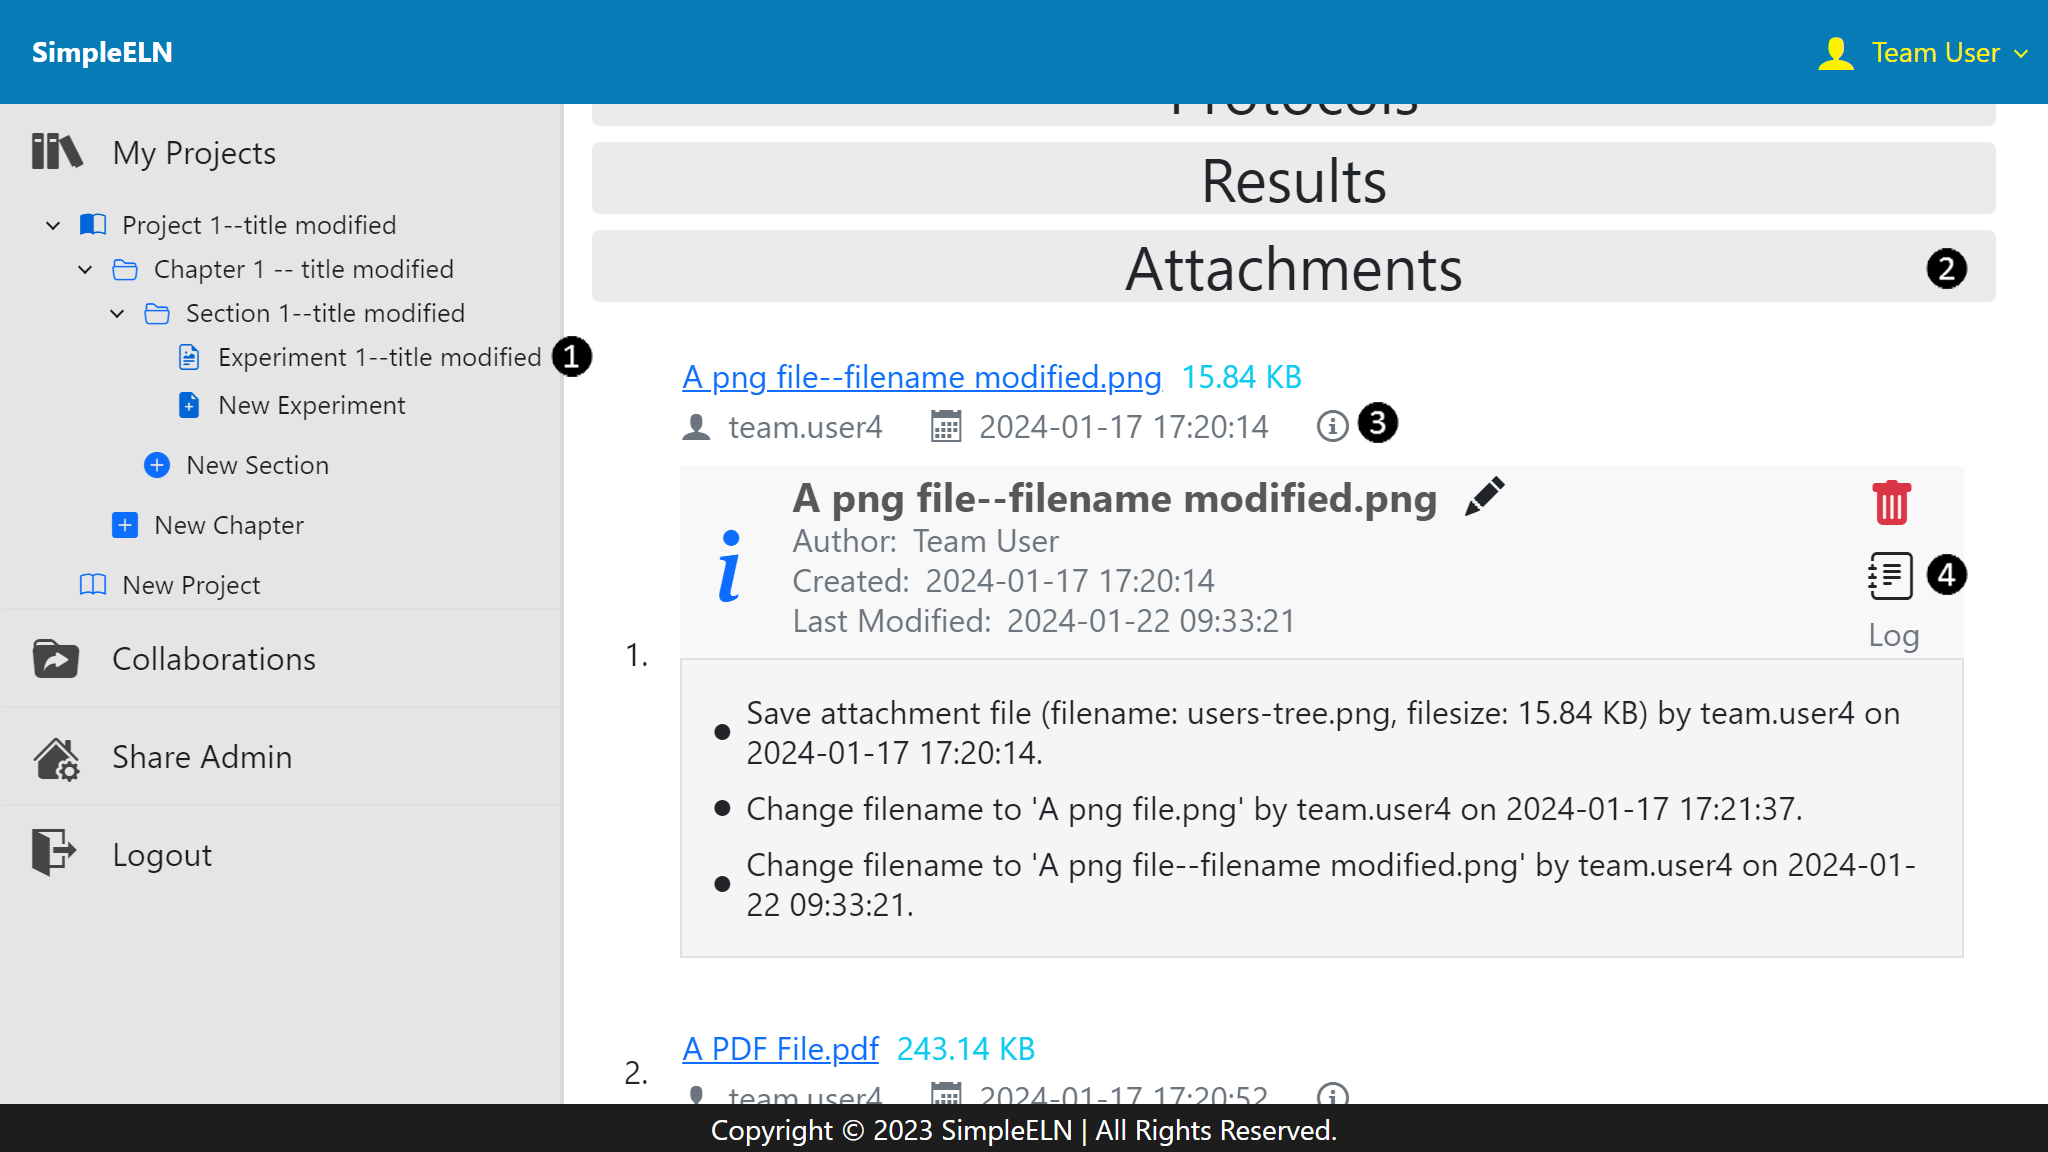 SimpleELN
Team User
My Projects
Project 1--title modified
Chapter 1 -- title modified
Section 1--title modified
Experiment 1--title modified
1
New Experiment
New Section
New Chapter
New Project
Collaborations
Share Admin
Logout
Protocols
Results
Attachments
2
A png file--filename modified.png 15.84 KB
team.user4 2024-01-17 17:20:14
3
1.
A png file--filename modified.png
Author: Team User
Created: 2024-01-17 17:20:14
Last Modified: 2024-01-22 09:33:21
4
Log
Save attachment file (filename: users-tree.png, filesize: 15.84 KB) by team.user4 on
2024-01-17 17:20:14.
Change filename to 'A png file.png' by team.user4 on 2024-01-17 17:21:37.
Change filename to 'A png file--filename modified.png' by team.user4 on 2024-01-
22 09:33:21.
2.
A PDF File.pdf 243.14 KB
team.user4 2024-01-17 17:20:52
Copyright © 2023 SimpleELN | All Rights Reserved.